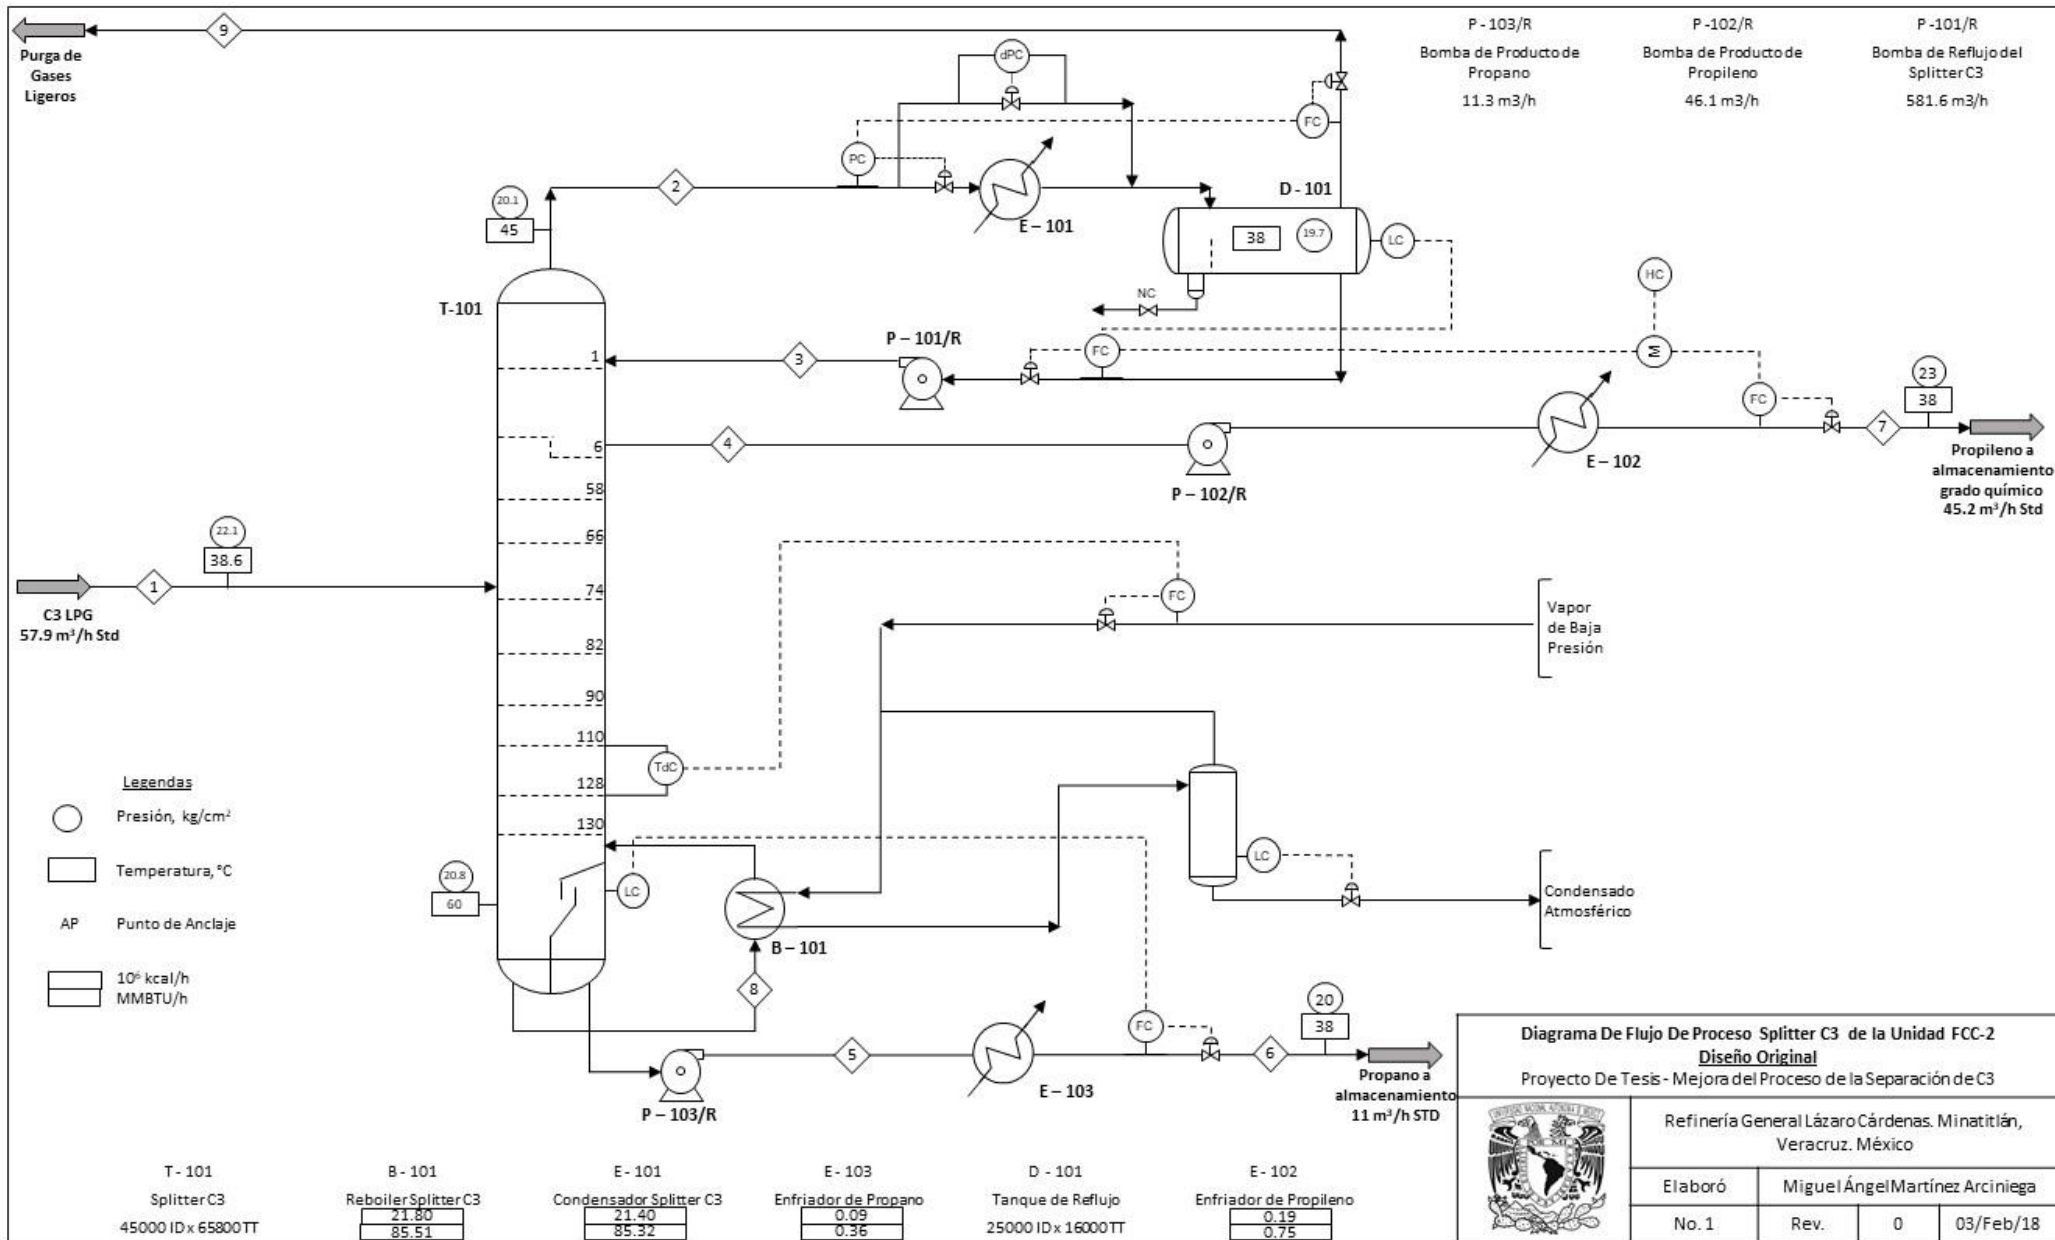 9
Purga de
Gases
Ligeros
dPC
FC
PC
P -103/R
Bomba de Producto de
Propano
11.3 m3/h
P -102/R
Bomba de Producto de
Propileno
46.1 m3/h
P -101/R
Bomba de Reflujo del
Splitter C3
581.6 m3/h
2
20.1
45
E – 101
D - 101
38
19.7
LC
NC
HC
T-101
P – 101/R
1
3
FC
M
6
4
P – 102/R
E – 102
FC
7
23
38
Propileno a
almacenamiento
grado químico
45.2 m³/h Std
58
66
74
82
90
110
128
130
22.1
38.6
1
C3 LPG
57.9 m³/h Std
FC
Vapor
de Baja
Presión
TdC
LC
20.8
60
B – 101
8
LC
Condensado
Atmosférico
Legendas
Presión, kg/cm²
Temperatura, °C
AP Punto de Anclaje
10⁶ kcal/h
MMBTU/h
P – 103/R
5
E – 103
FC
6
20
38
Propano a
almacenamiento
11 m³/h STD
T - 101
Splitter C3
45000 ID x 65800 TT
B - 101
Reboiler Splitter C3
21.80
85.51
E - 101
Condensador Splitter C3
21.40
85.32
E - 103
Enfriador de Propano
0.09
0.36
D - 101
Tanque de Reflujo
25000 ID x 16000 TT
E - 102
Enfriador de Propileno
0.19
0.75
Diagrama De Flujo De Proceso Splitter C3 de la Unidad FCC-2
Diseño Original
Proyecto De Tesis - Mejora del Proceso de la Separación de C3
Refinería General Lázaro Cárdenas. Minatitlán,
Veracruz. México
Elaboró Miguel Ángel Martínez Arciniega
No. 1 Rev. 0 03/Feb/18